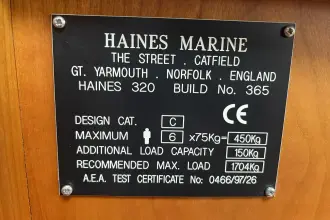 HAINES MARINE
THE STREET . CATFIELD
GT. YARMOUTH . NORFOLK . ENGLAND
HAINES 320 BUILD No. 365
CE
DESIGN CAT. C
MAXIMUM 6 x75Kg= 450Kg
ADDITIONAL LOAD CAPACITY 150Kg
RECOMMENDED MAX. LOAD 1704Kg
A.E.A. TEST CERTIFICATE No: 0466/97/26